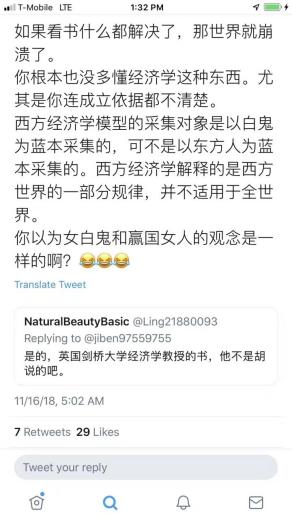 T-Mobile LTE
1:32 PM
如果看书什么都解决了，那世界就崩
溃了。
你根本也没多懂经济学这种东西。尤
其是你连成立依据都不清楚。
西方经济学模型的采集对象是以白鬼
为蓝本采集的，可不是以东方人为蓝
本采集的。西方经济学解释的是西方
世界的一部分规律，并不适用于全世
界。
你以为女白鬼和赢国女人的观念是一
样的啊？😂😂😂
Translate Tweet
NaturalBeautyBasic @Ling21880093
Replying to @jiben97559755
是的，英国剑桥大学经济学教授的书，他不是胡
说的吧。
11/16/18, 5:02 AM
7 Retweets 29 Likes
Tweet your reply